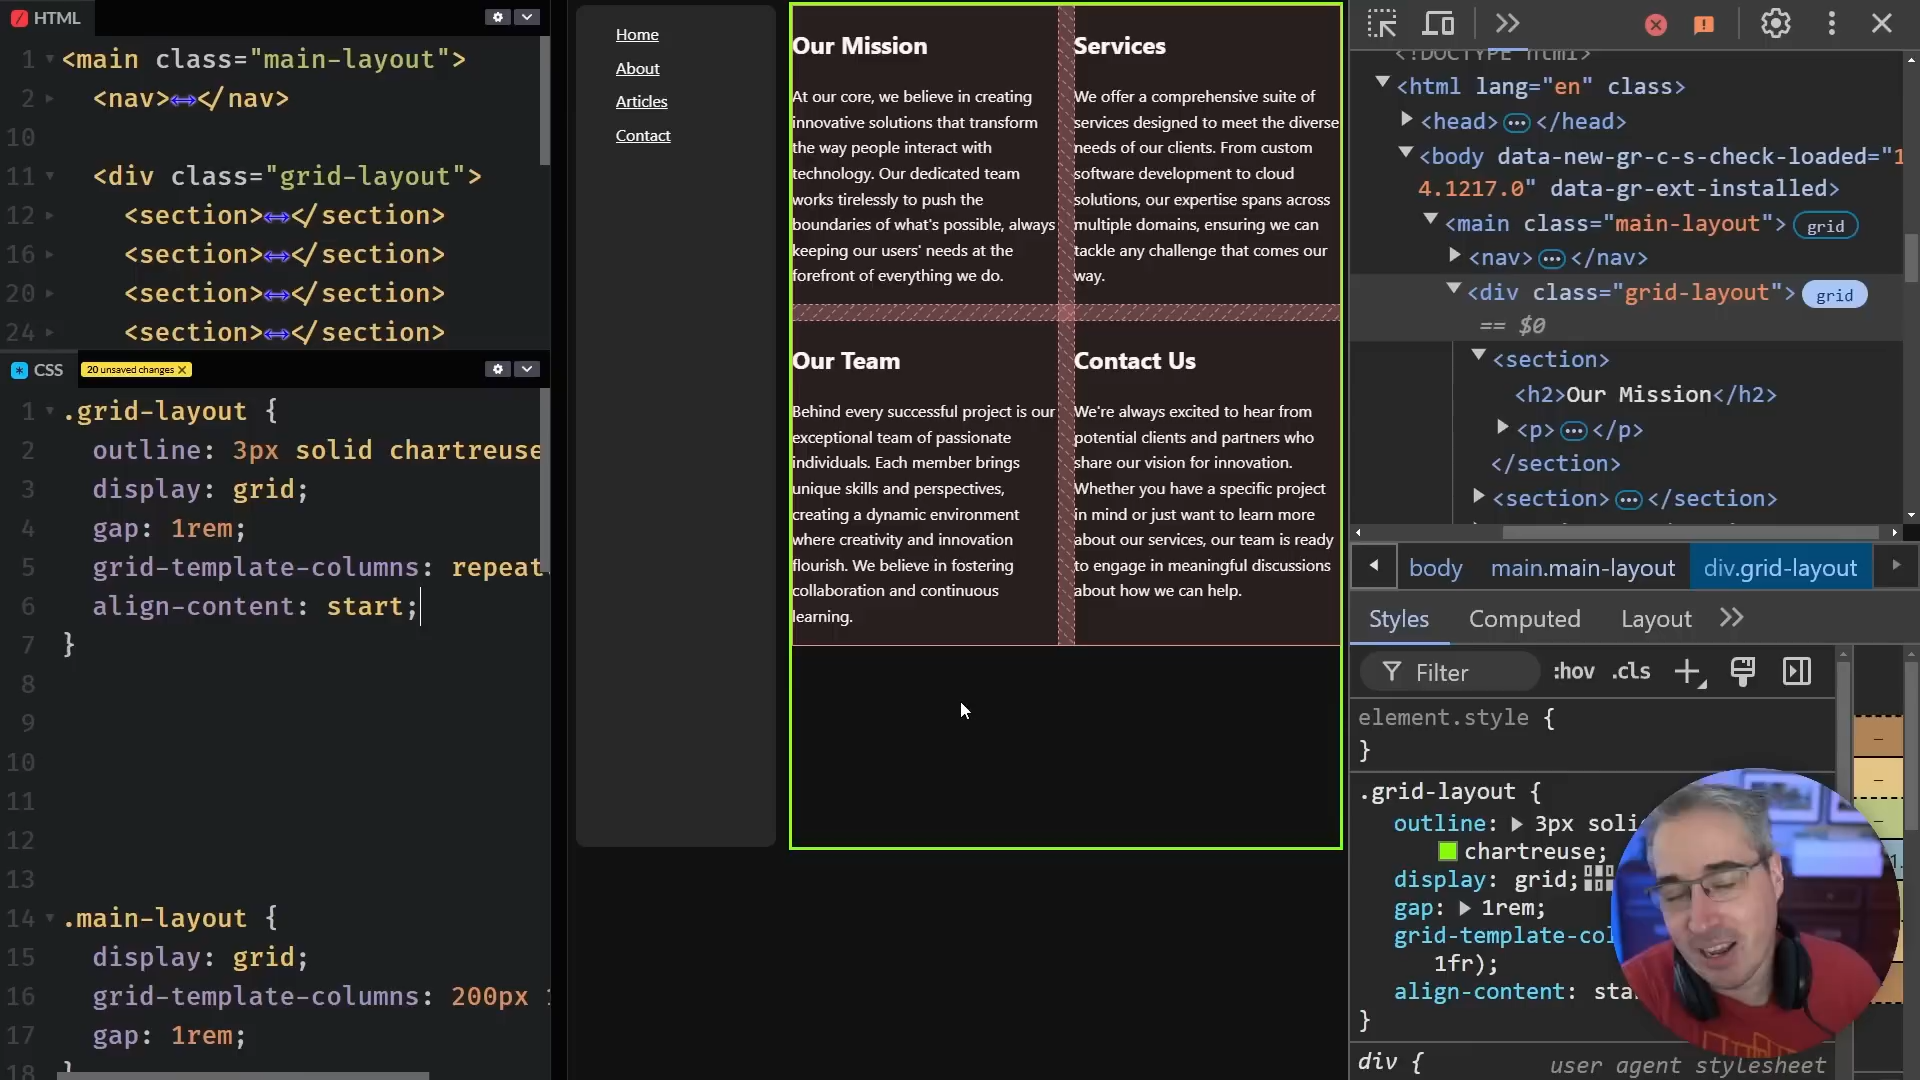 HTML
1 <main class="main-layout">
2 <nav></nav>
10
11 <div class="grid-layout">
12 <section></section>
16 <section></section>
20 <section></section>
24 <section></section>
CSS
20 unsaved changes ×
1 .grid-layout {
2 outline: 3px solid chartreuse
3 display: grid;
4 gap: 1rem;
5 grid-template-columns: repeat
6 align-content: start;
7 }
8
9
10
11
12
13
14 .main-layout {
15 display: grid;
16 grid-template-columns: 200px
17 gap: 1rem;
18 }
Home
About
Articles
Contact
Our Mission
At our core, we believe in creating
innovative solutions that transform
the way people interact with
technology. Our dedicated team
works tirelessly to push the
boundaries of what's possible, always
keeping our users' needs at the
forefront of everything we do.
Services
We offer a comprehensive suite of
services designed to meet the diverse
needs of our clients. From custom
software development to cloud
solutions, our expertise spans across
multiple domains, ensuring we can
tackle any challenge that comes our
way.
Our Team
Behind every successful project is our
exceptional team of passionate
individuals. Each member brings
unique skills and perspectives,
creating a dynamic environment
where creativity and innovation
flourish. We believe in fostering
collaboration and continuous
learning.
Contact Us
We're always excited to hear from
potential clients and partners who
share our vision for innovation.
Whether you have a specific project
in mind or just want to learn more
about our services, our team is ready
to engage in meaningful discussions
about how we can help.
<!DOCTYPE html>
<html lang="en" class>
<head> ⋯ </head>
<body data-new-gr-c-s-check-loaded="1
4.1217.0" data-gr-ext-installed>
<main class="main-layout"> grid
<nav> ⋯ </nav>
<div class="grid-layout"> grid
== $0
<section>
<h2>Our Mission</h2>
<p> ⋯ </p>
</section>
<section> ⋯ </section>
body main.main-layout div.grid-layout
Styles Computed Layout
Filter :hov .cls
element.style {
}
.grid-layout {
outline: 3px soli
chartreuse;
display: grid;
gap: 1rem;
grid-template-col
1fr);
align-content: sta
}
div { user agent stylesheet